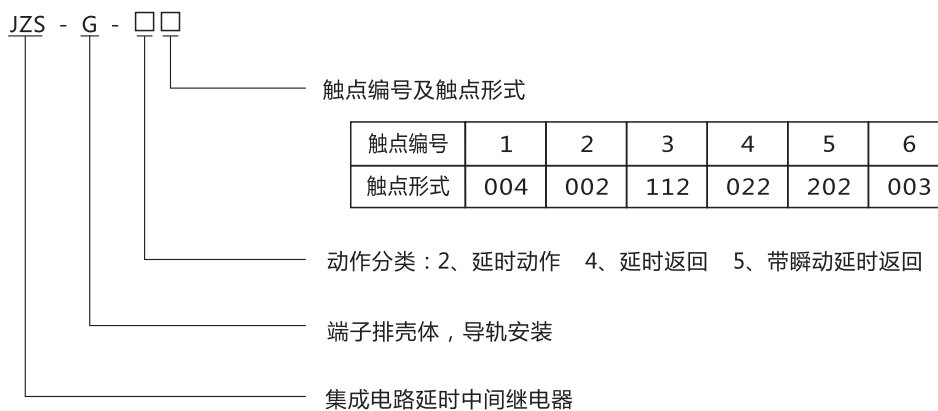 JZS - G - □□
触点编号及触点形式
触点编号 1 2 3 4 5 6
触点形式 004 002 112 022 202 003
动作分类：2、延时动作 4、延时返回 5、带瞬动延时返回
端子排壳体，导轨安装
集成电路延时中间继电器